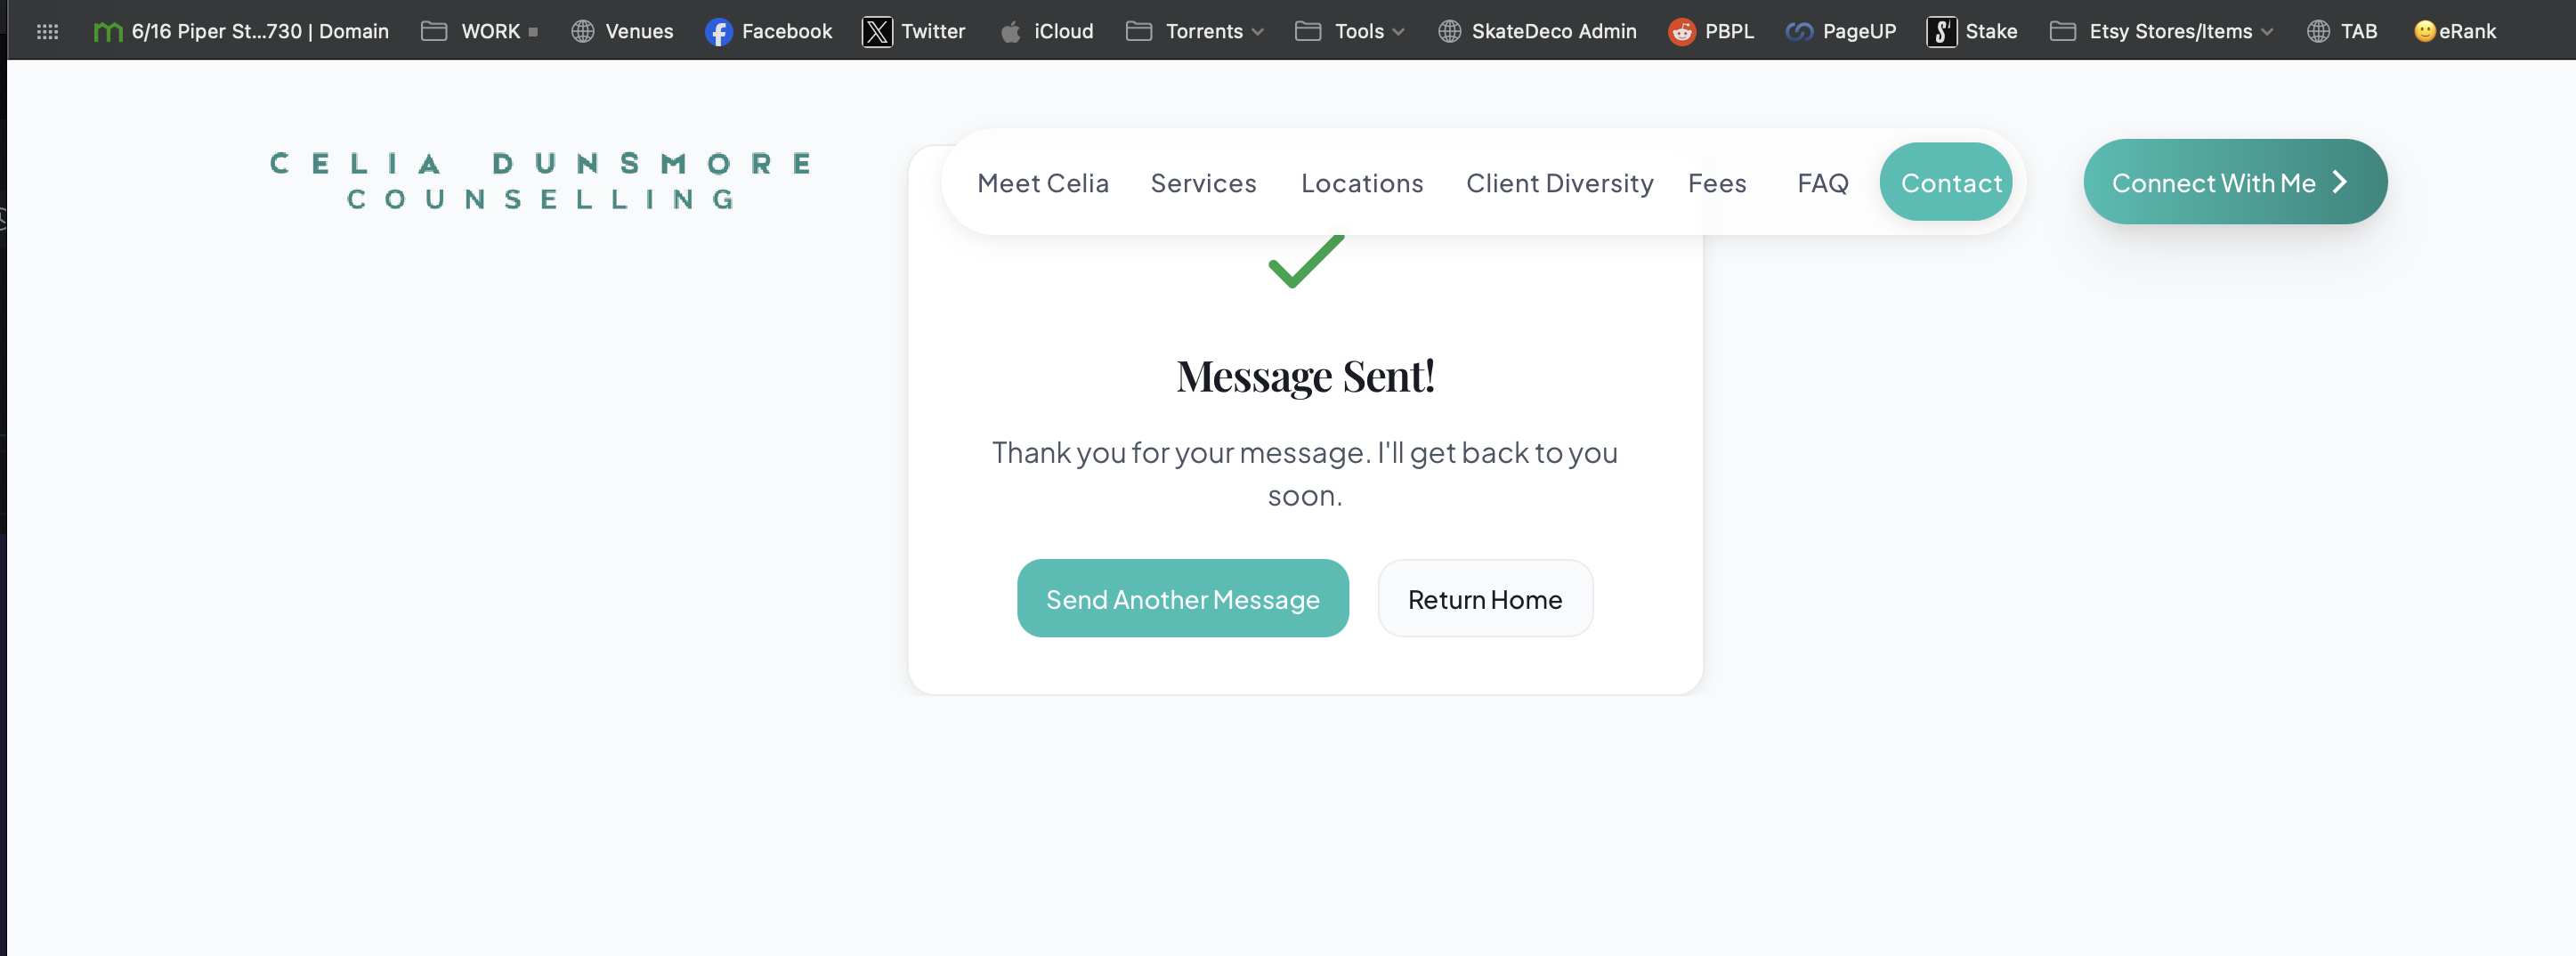 6/16 Piper St...730 | Domain WORK Venues Facebook Twitter iCloud Torrents Tools SkateDeco Admin PBPL PageUP Stake Etsy Stores/Items TAB eRank
CELIA DUNSMORE
COUNSELLING
Meet Celia Services Locations Client Diversity Fees FAQ Contact
Connect With Me
Message Sent!
Thank you for your message. I'll get back to you
soon.
Send Another Message Return Home